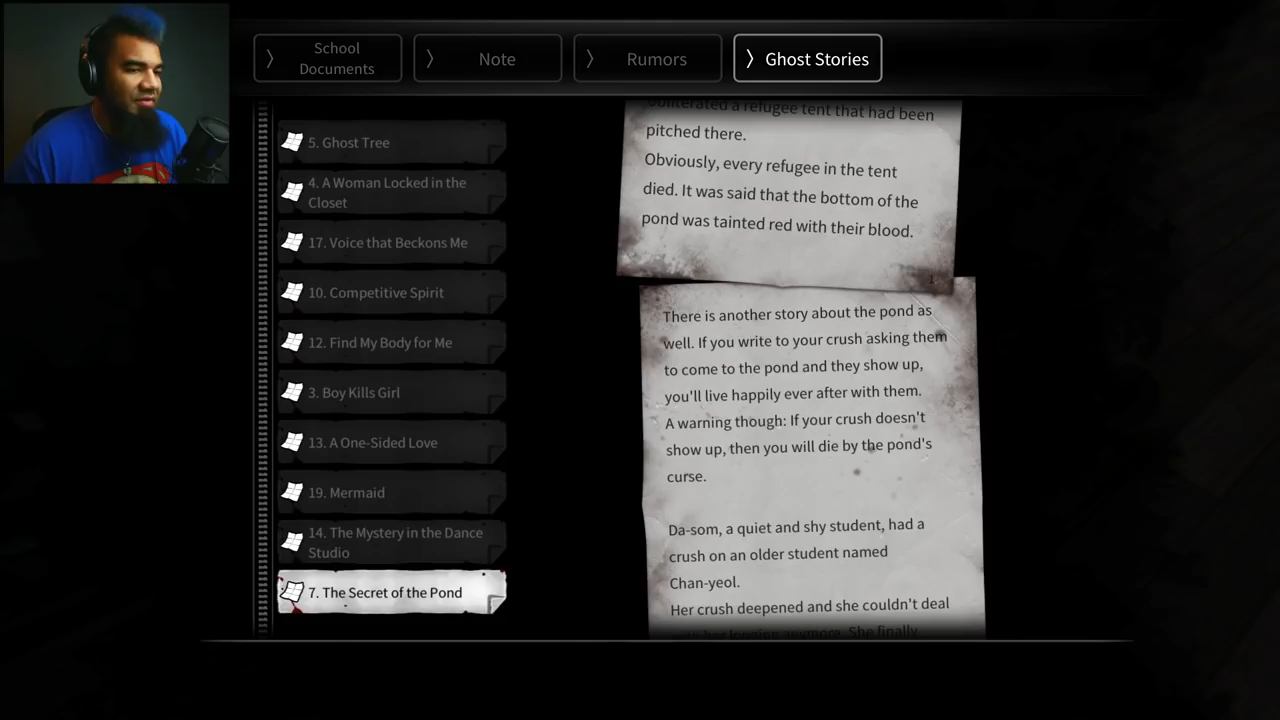 School
Documents
Note
Rumors
Ghost Stories
5. Ghost Tree
4. A Woman Locked in the
Closet
17. Voice that Beckons Me
10. Competitive Spirit
12. Find My Body for Me
3. Boy Kills Girl
13. A One-Sided Love
19. Mermaid
14. The Mystery in the Dance
Studio
7. The Secret of the Pond
obliterated a refugee tent that had been
pitched there.
Obviously, every refugee in the tent
died. It was said that the bottom of the
pond was tainted red with their blood.
There is another story about the pond as
well. If you write to your crush asking them
to come to the pond and they show up,
you'll live happily ever after with them.
A warning though: If your crush doesn't
show up, then you will die by the pond's
curse.
Da-som, a quiet and shy student, had a
crush on an older student named
Chan-yeol.
Her crush deepened and she couldn't deal
her longing anymore. She finally